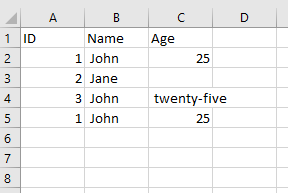 A B C D
1 ID Name Age
2 1 John 25
3 2 Jane
4 3 John twenty-five
5 1 John 25
6
7
8